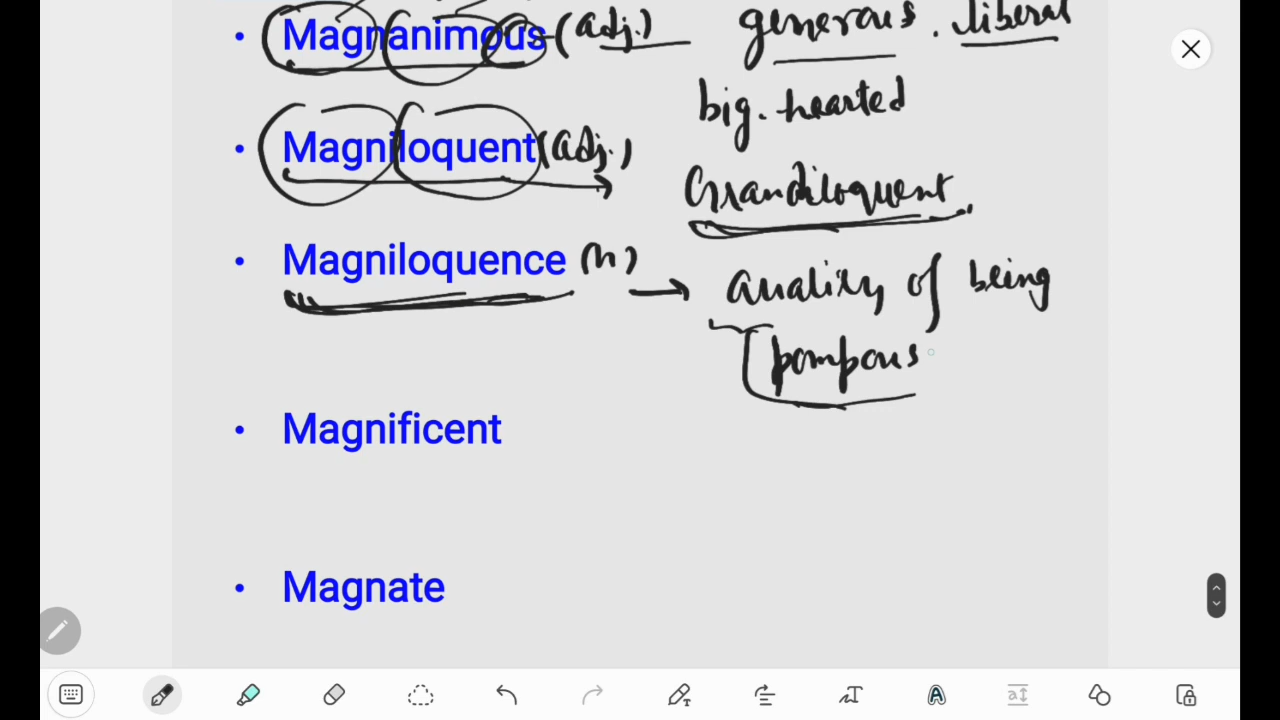 • Magnanimous (adj.) generous. liberal
big. hearted
• Magniloquent (adj.) Grandiloquent.
• Magniloquence (n) → quality of being
pompous
• Magnificent
• Magnate